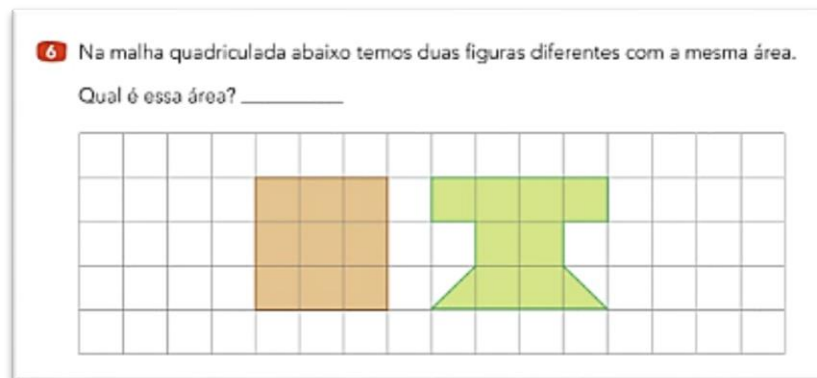 6 Na malha quadriculada abaixo temos duas figuras diferentes com a mesma área.
Qual é essa área? __________